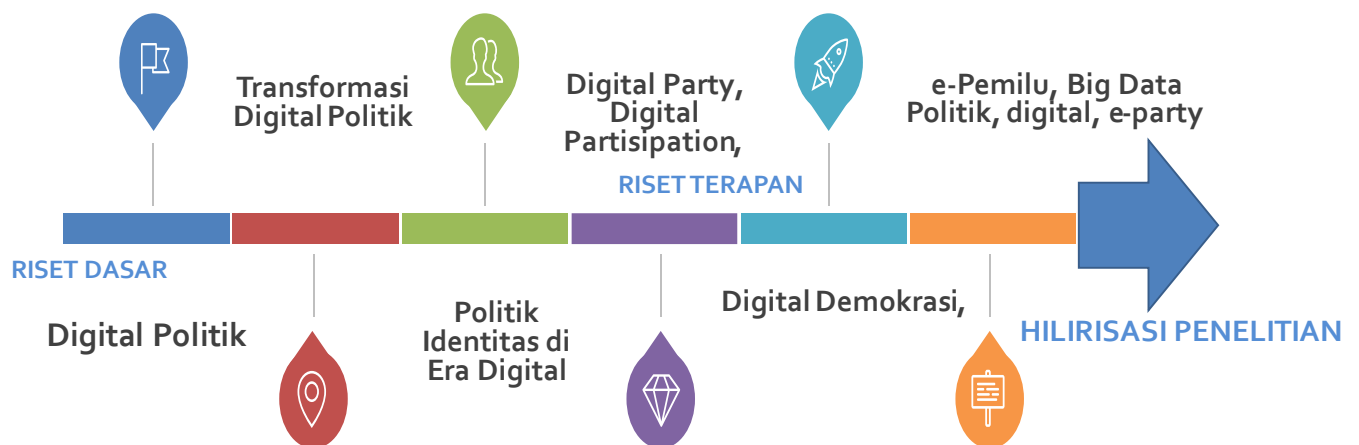 Transformasi
Digital Politik
Digital Party,
Digital
Partisipation,
e-Pemilu, Big Data
Politik, digital, e-party
RISET TERAPAN
RISET DASAR
Digital Politik
Politik
Identitas di
Era Digital
Digital Demokrasi,
HILIRISASI PENELITIAN